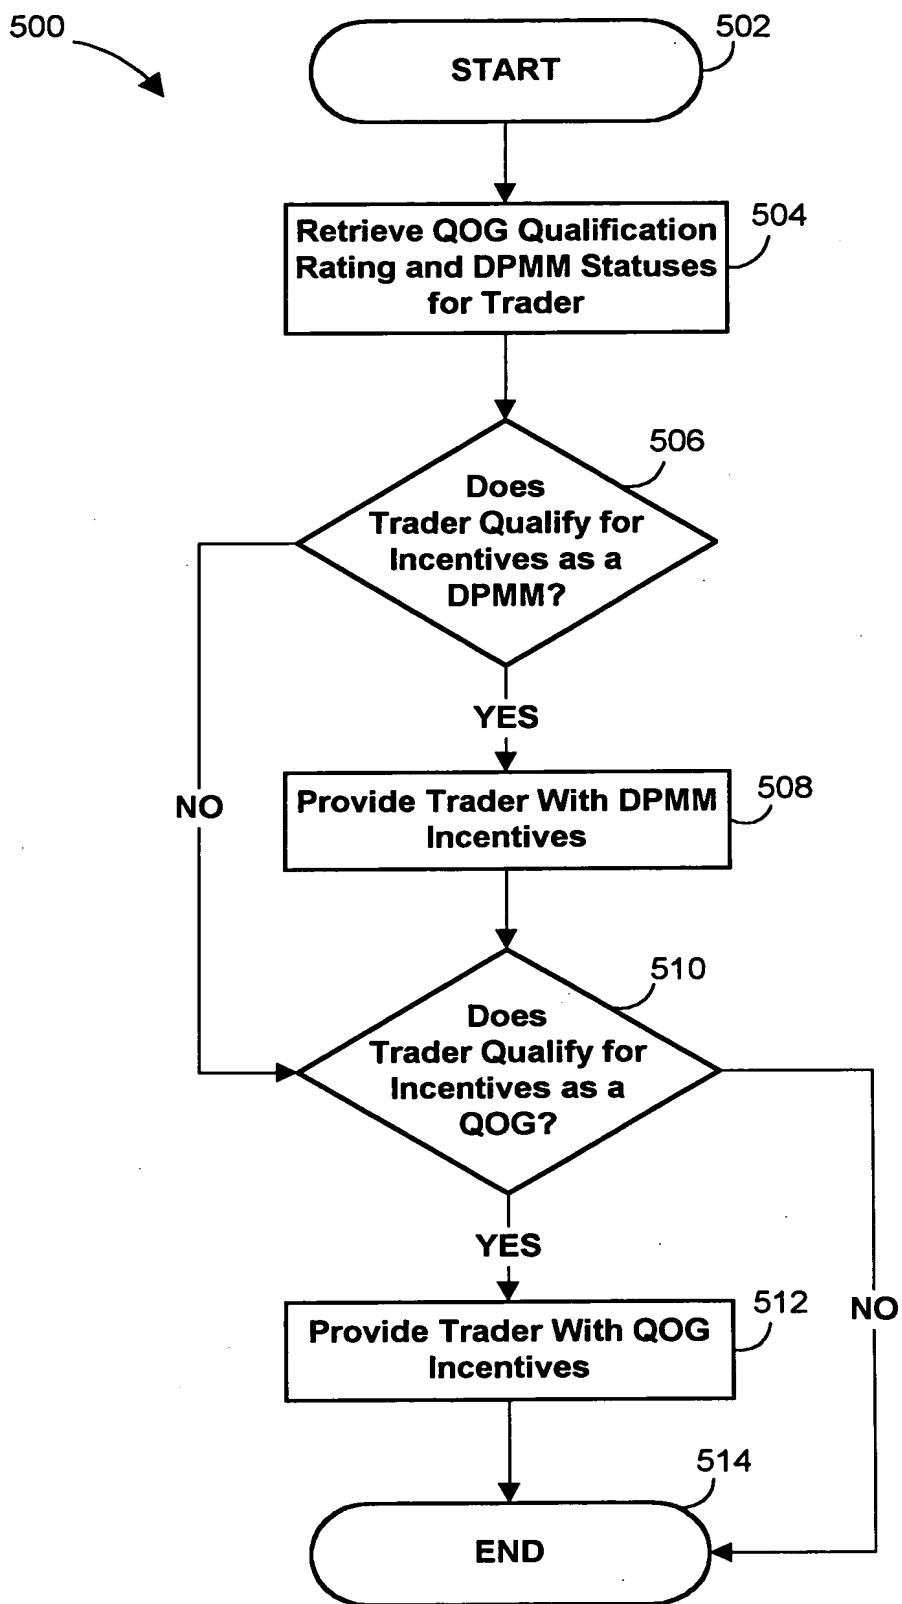 500
502
START
504
Retrieve QOG Qualification
Rating and DPMM Statuses
for Trader
506
Does
Trader Qualify for
Incentives as a
DPMM?
YES
NO
508
Provide Trader With DPMM
Incentives
510
Does
Trader Qualify for
Incentives as a
QOG?
YES
NO
512
Provide Trader With QOG
Incentives
514
END